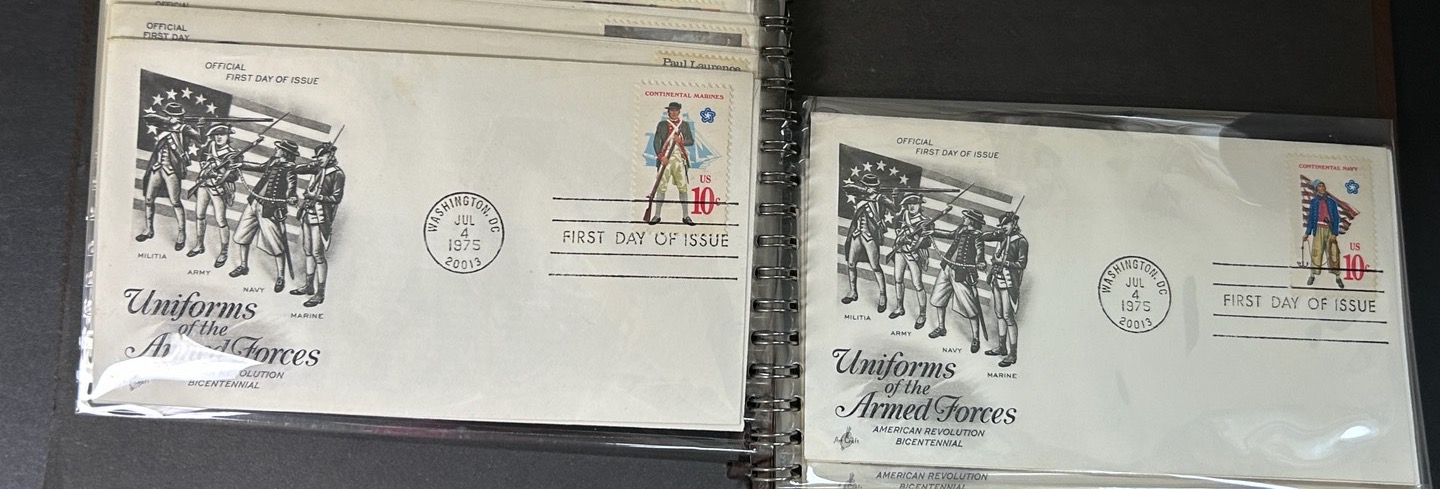 OFFICIAL
FIRST DAY
Paul Laurence
OFFICIAL
FIRST DAY OF ISSUE
CONTINENTAL MARINES
US
10c
WASHINGTON, DC
JUL
4
1975
20013
FIRST DAY OF ISSUE
MILITIA
ARMY
NAVY
MARINE
Uniforms
of the
Armed Forces
OLUTION
BICENTENNIAL
OFFICIAL
FIRST DAY OF ISSUE
CONTINENTAL NAVY
US
10c
WASHINGTON, DC
JUL
4
1975
20013
FIRST DAY OF ISSUE
MILITIA
ARMY
NAVY
MARINE
Uniforms
of the
Armed Forces
AMERICAN REVOLUTION
BICENTENNIAL
ArtCraft
AMERICAN REVOLUTION
BICENTENNIAL